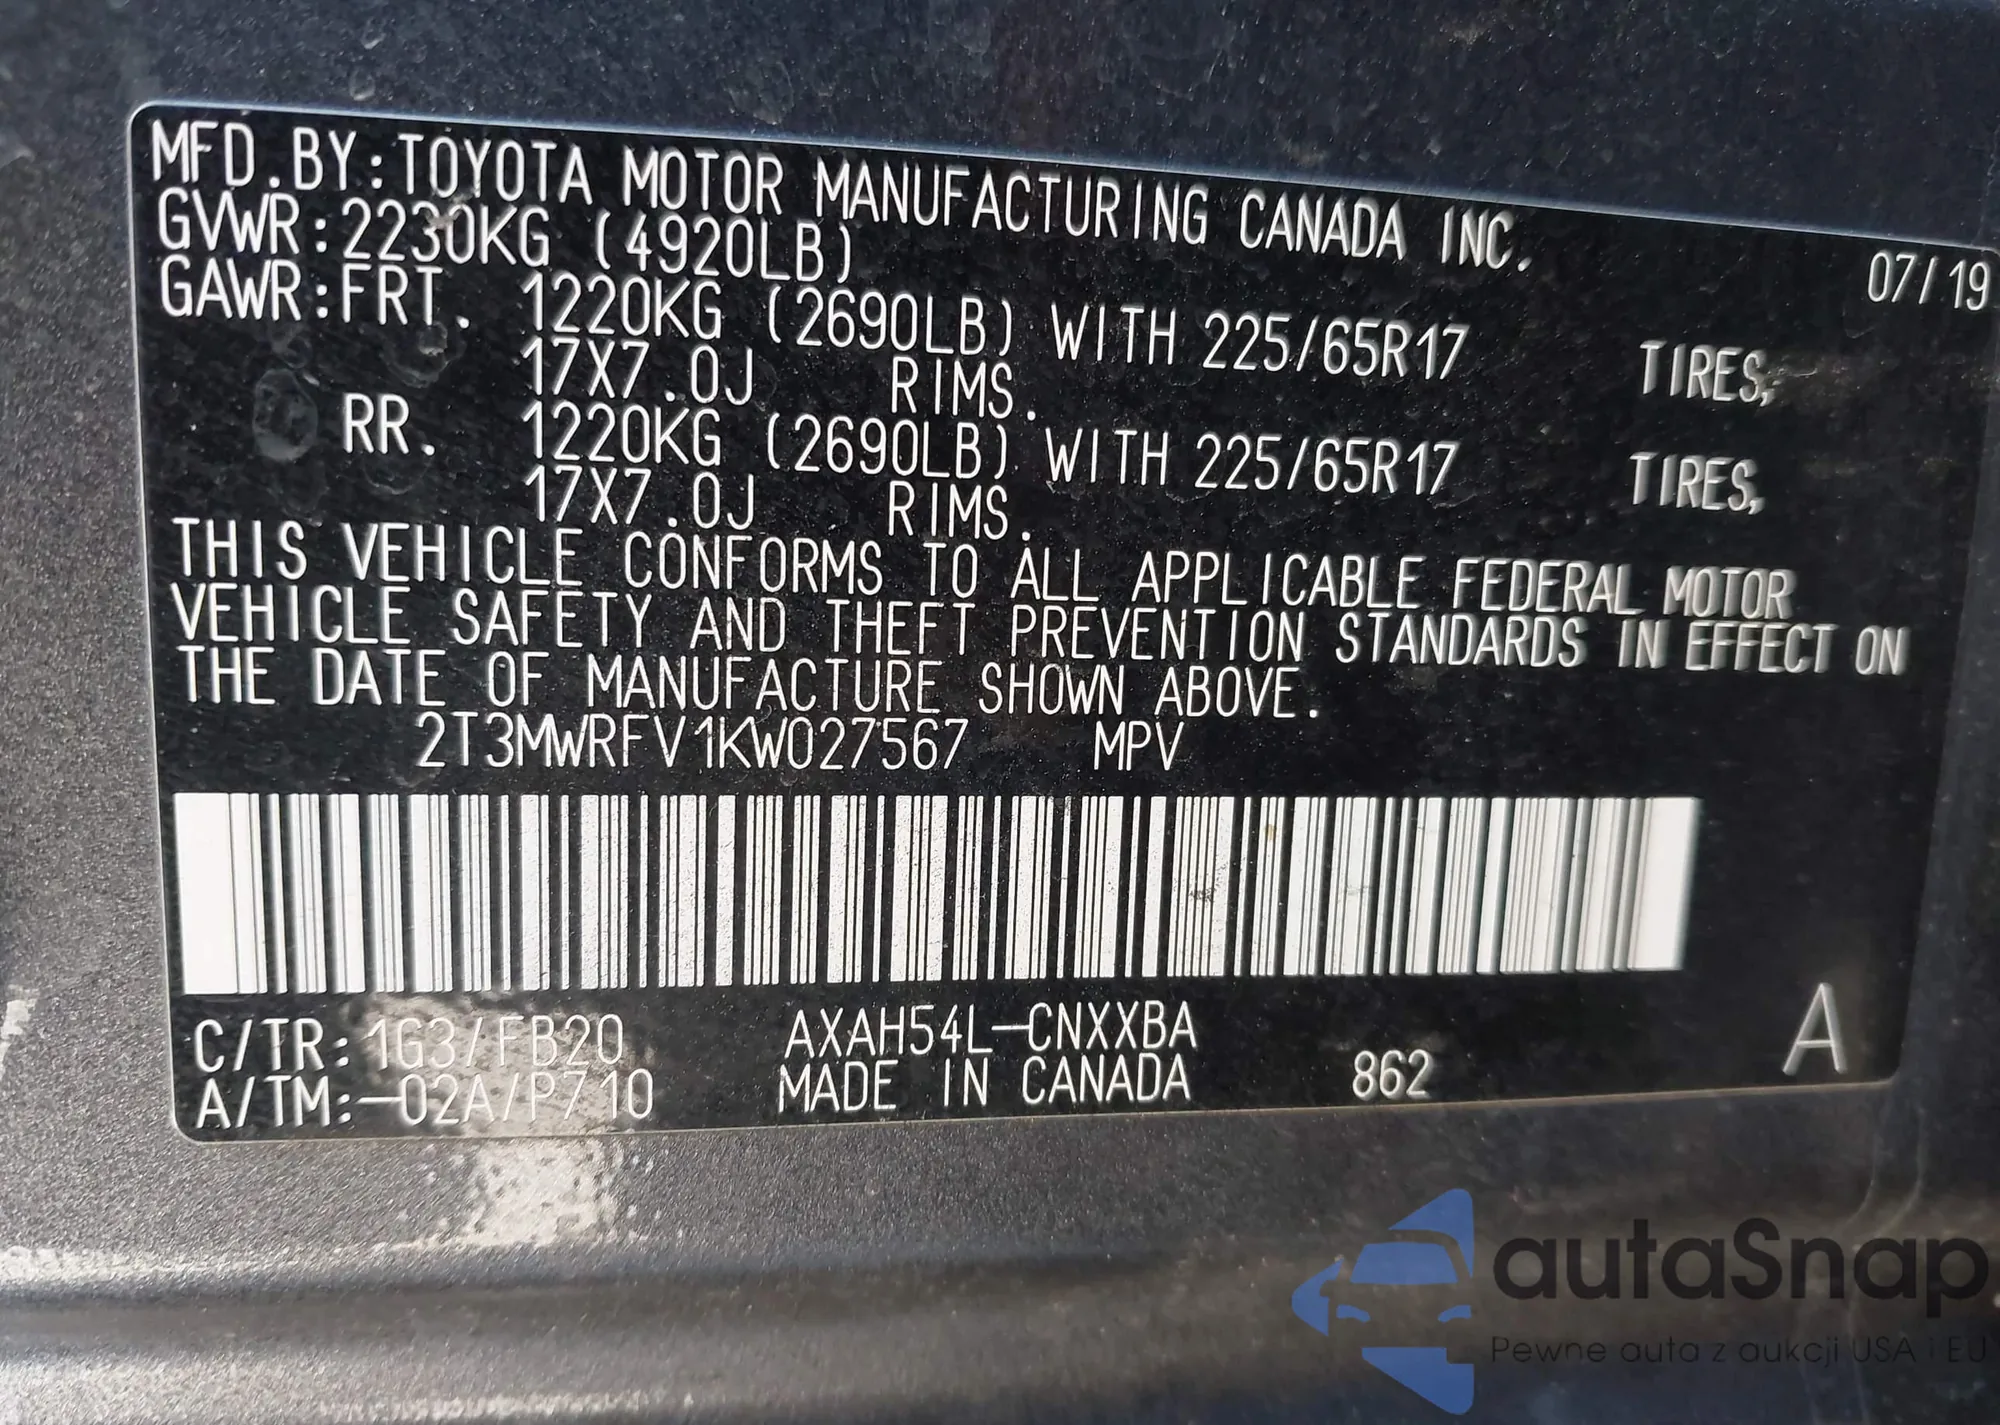 MFD.BY:TOYOTA MOTOR MANUFACTURING CANADA INC. 07/19
GVWR:2230KG (4920LB)
GAWR:FRT. 1220KG (2690LB) WITH 225/65R17 TIRES,
17X7.0J RIMS.
RR. 1220KG (2690LB) WITH 225/65R17 TIRES,
17X7.0J RIMS.
THIS VEHICLE CONFORMS TO ALL APPLICABLE FEDERAL MOTOR
VEHICLE SAFETY AND THEFT PREVENTION STANDARDS IN EFFECT ON
THE DATE OF MANUFACTURE SHOWN ABOVE.
2T3MWRFV1KW027567 MPV
C/TR:1G3/FB20 AXAH54L-CNXXBA
A/TM:-02A/P710 MADE IN CANADA 862 A
autaSnap
Pewne auta z aukcji USA i EU